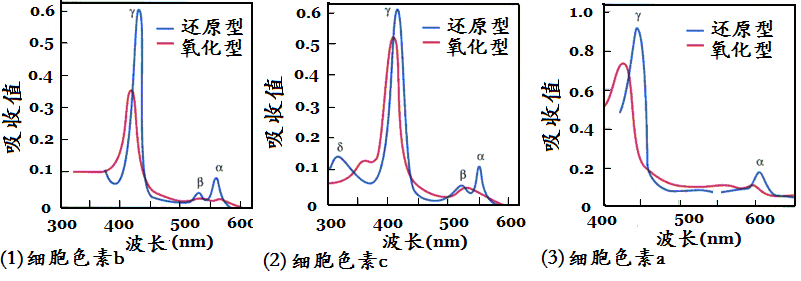 0.6
0.5
0.4
0.3
0.1
0
300
400
500
600
γ
β
α
还原型
氧化型
吸收值
波长(nm)
(1)细胞色素b
0.6
0.5
0.4
0.3
0.1
0
300
400
500
600
δ
γ
β
α
还原型
氧化型
吸收值
波长(nm)
(2)细胞色素c
1.0
0.8
0.6
0.4
0.2
0
400
500
600
γ
α
还原型
氧化型
吸收值
波长(nm)
(3)细胞色素a